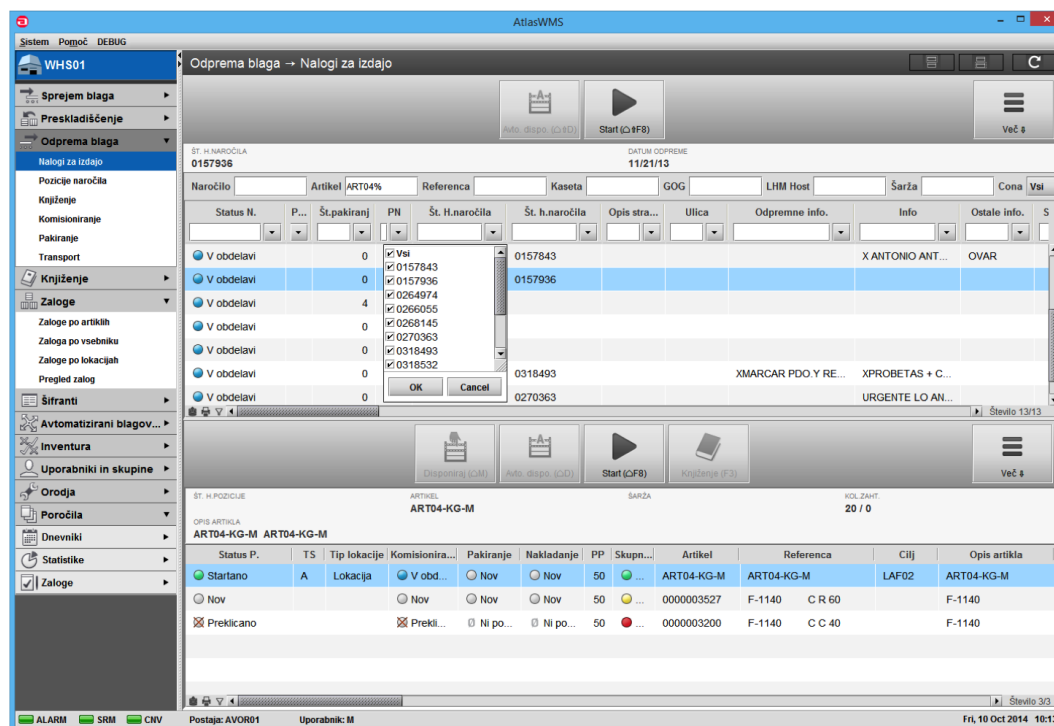 AtlasWMS
Sistem Pomoč DEBUG
WHS01
Sprejem blaga
Preskladiščenje
Odprema blaga
Nalogi za izdajo
Pozicije naročila
Knjiženje
Komisioniranje
Pakiranje
Transport
Knjiženje
Zaloge
Zaloge po artiklih
Zaloga po vsebniku
Zaloge po lokacijah
Pregled zalog
Šifranti
Avtomatizirani blagov...
Inventura
Uporabniki in skupine
Orodja
Poročila
Dnevniki
Statistike
Zaloge
Odprema blaga → Nalogi za izdajo
Avto. dispo. (⌂⇧D) Start (⌂⇧F8) Več
ŠT. H.NAROČILA DATUM ODPREME
0157936 11/21/13
Naročilo Artikel ART04% Referenca Kaseta GOG LHM Host Šarža Cona Vsi
Status N. P... Št.pakiranj PN Št. H.naročila Št. h.naročila Opis stra... Ulica Odpremne info. Info Ostale info. S
V obdelavi 0 0157843 X ANTONIO ANT... OVAR
V obdelavi 0 0157936
V obdelavi 4
V obdelavi 0
V obdelavi 0
V obdelavi 0 0318493 XMARCAR PDO.Y RE... XPROBETAS + C...
V obdelavi 0 0270363 URGENTE LO AN...
Vsi
0157843
0157936
0264974
0266055
0268145
0270363
0318493
0318532
OK Cancel
Število 13/13
Disponiraj (⌂M) Avto. dispo. (⌂D) Start (⌂F8) Knjiženje (F3) Več
ŠT. H.POZICIJE ARTIKEL ŠARŽA KOL.ZAHT.
ART04-KG-M 20 / 0
OPIS ARTIKLA
ART04-KG-M ART04-KG-M
Status P. TS Tip lokacije Komisionira... Pakiranje Nakladanje PP Skupn... Artikel Referenca Cilj Opis artikla
Startano A Lokacija V obd... Nov Nov 50 ... ART04-KG-M ART04-KG-M LAF02 ART04-KG-M
Nov Nov Nov Nov 50 ... 0000003527 F-1140 C R 60 F-1140
Preklicano Prekli... Ni po... Ni po... 50 ... 0000003200 F-1140 C C 40 F-1140
Število 3/3
ALARM SRM CNV Postaja: AVOR01 Uporabnik: M Fri, 10 Oct 2014